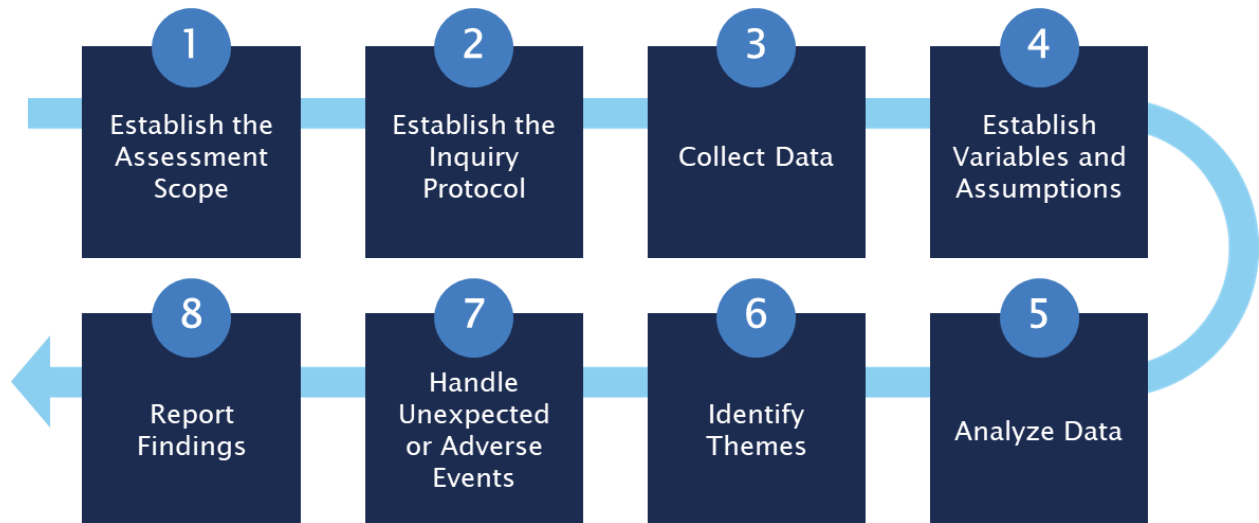 1
Establish the
Assessment
Scope
2
Establish the
Inquiry
Protocol
3
Collect Data
4
Establish
Variables and
Assumptions
5
Analyze Data
6
Identify
Themes
7
Handle
Unexpected
or Adverse
Events
8
Report
Findings